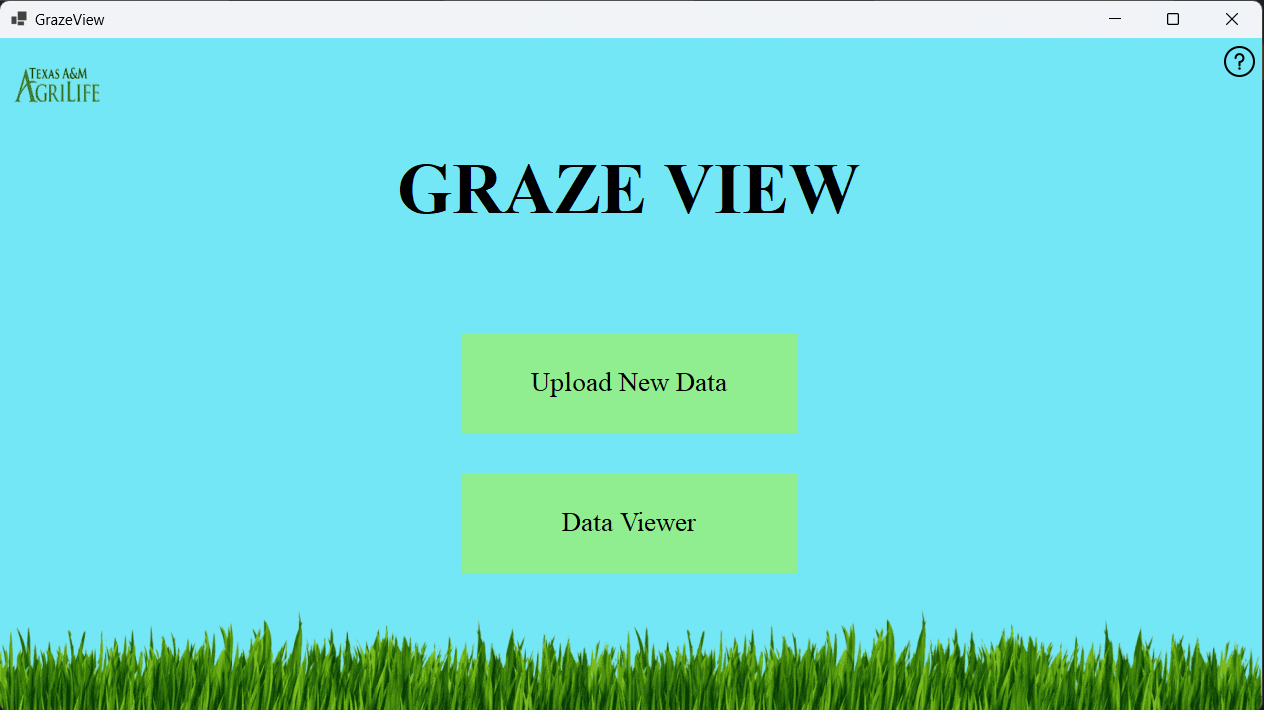 GrazeView
TEXAS A&M
AGRILIFE
?
GRAZE VIEW
Upload New Data
Data Viewer